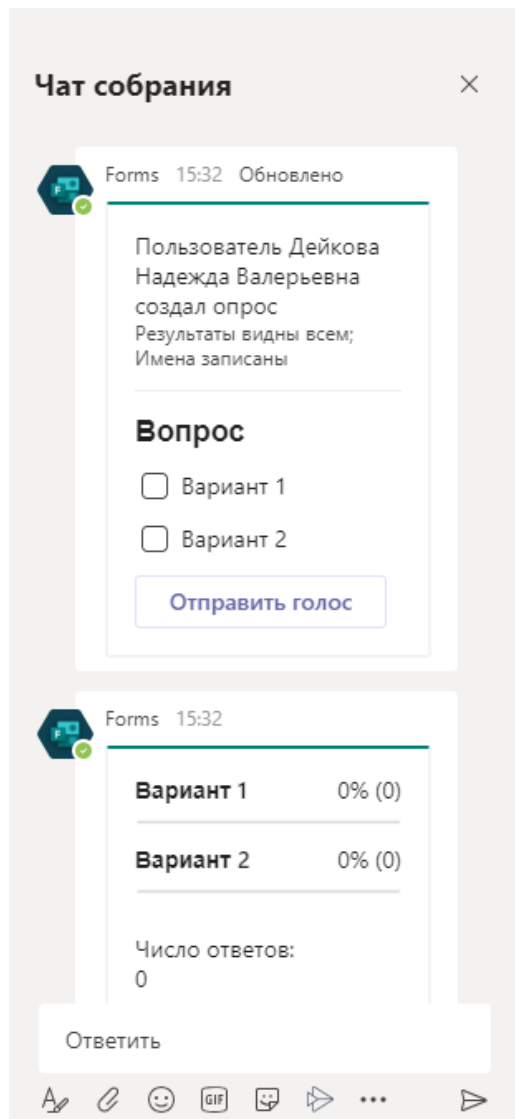 Чат собрания
Forms 15:32 Обновлено
Пользователь Дейкова
Надежда Валерьевна
создал опрос
Результаты видны всем;
Имена записаны
Вопрос
Вариант 1
Вариант 2
Отправить голос
Forms 15:32
Вариант 1 0% (0)
Вариант 2 0% (0)
Число ответов:
0
Ответить
GIF